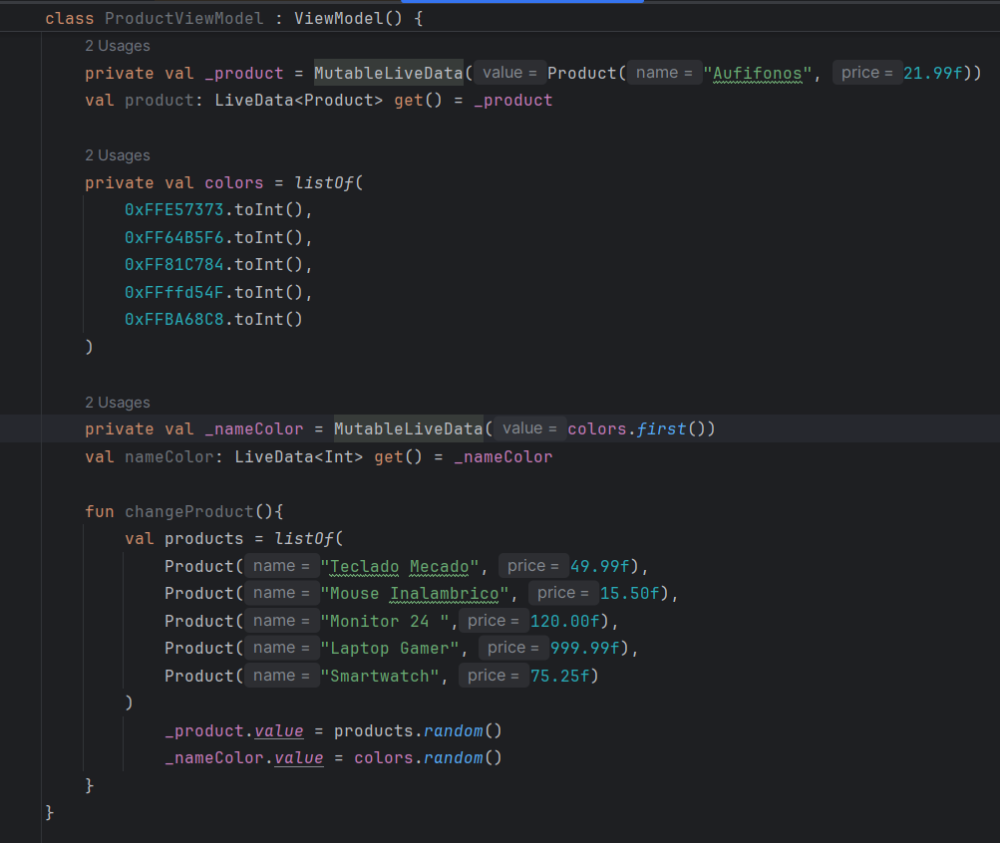 class ProductViewModel : ViewModel() {
2 Usages
private val _product = MutableLiveData( value = Product( name = "Aufifonos", price = 21.99f))
val product: LiveData<Product> get() = _product
2 Usages
private val colors = listOf(
0xFFE57373.toInt(),
0xFF64B5F6.toInt(),
0xFF81C784.toInt(),
0xFFffd54F.toInt(),
0xFFBA68C8.toInt()
)
2 Usages
private val _nameColor = MutableLiveData( value = colors.first())
val nameColor: LiveData<Int> get() = _nameColor
fun changeProduct(){
val products = listOf(
Product( name = "Teclado Mecado", price = 49.99f),
Product( name = "Mouse Inalambrico", price = 15.50f),
Product( name = "Monitor 24 ", price = 120.00f),
Product( name = "Laptop Gamer", price = 999.99f),
Product( name = "Smartwatch", price = 75.25f)
)
_product.value = products.random()
_nameColor.value = colors.random()
}
}